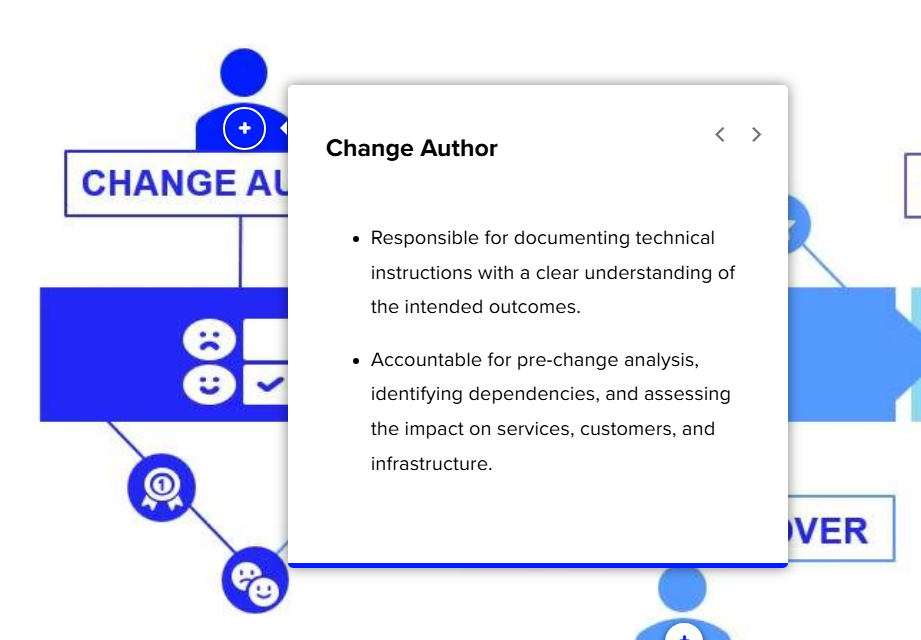 CHANGE AU
Change Author
• Responsible for documenting technical
instructions with a clear understanding of
the intended outcomes.
• Accountable for pre-change analysis,
identifying dependencies, and assessing
the impact on services, customers, and
infrastructure.
1
OVER